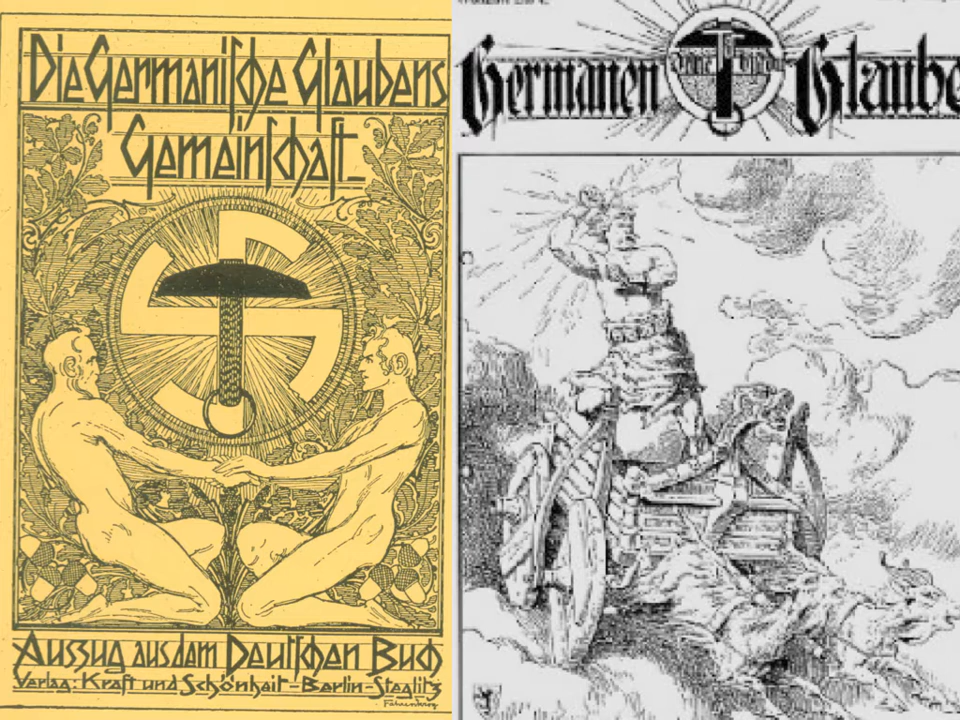 Die Germaniſche Glaubens
Gemeinſchaft
Auszug aus dem Deutſchen Buch
Verlag: Kraft und Schönheit – Berlin-Steglitz
Fahrenkrog
Germanen Glaube